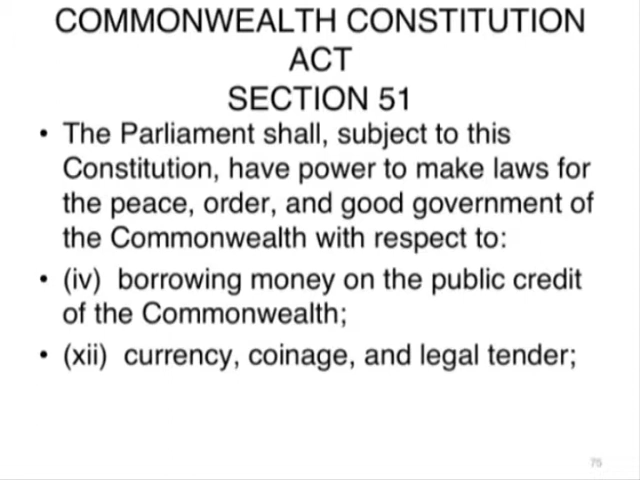 COMMONWEALTH CONSTITUTION
ACT
SECTION 51
• The Parliament shall, subject to this
Constitution, have power to make laws for
the peace, order, and good government of
the Commonwealth with respect to:
• (iv) borrowing money on the public credit
of the Commonwealth;
• (xii) currency, coinage, and legal tender;
75